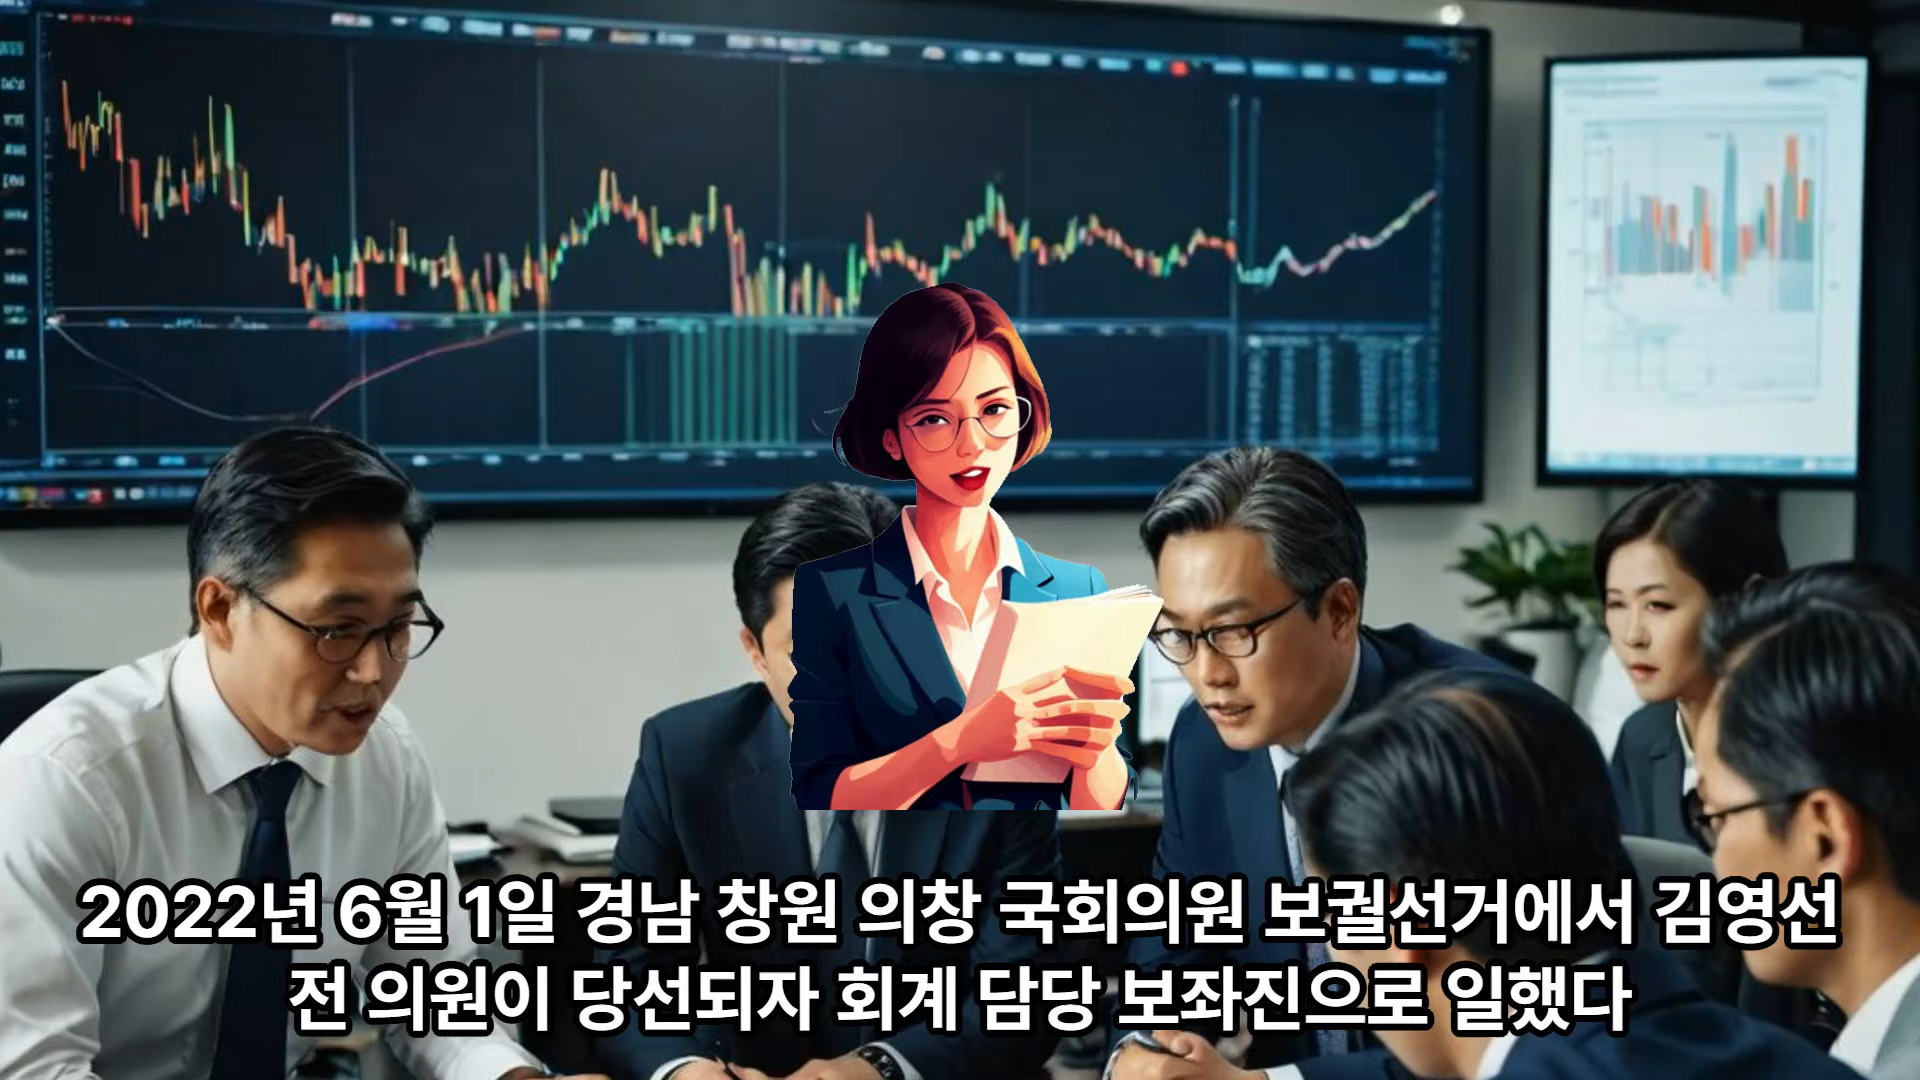 2022년 6월 1일 경남 창원 의창 국회의원 보궐선거에서 김영선
전 의원이 당선되자 회계 담당 보좌진으로 일했다